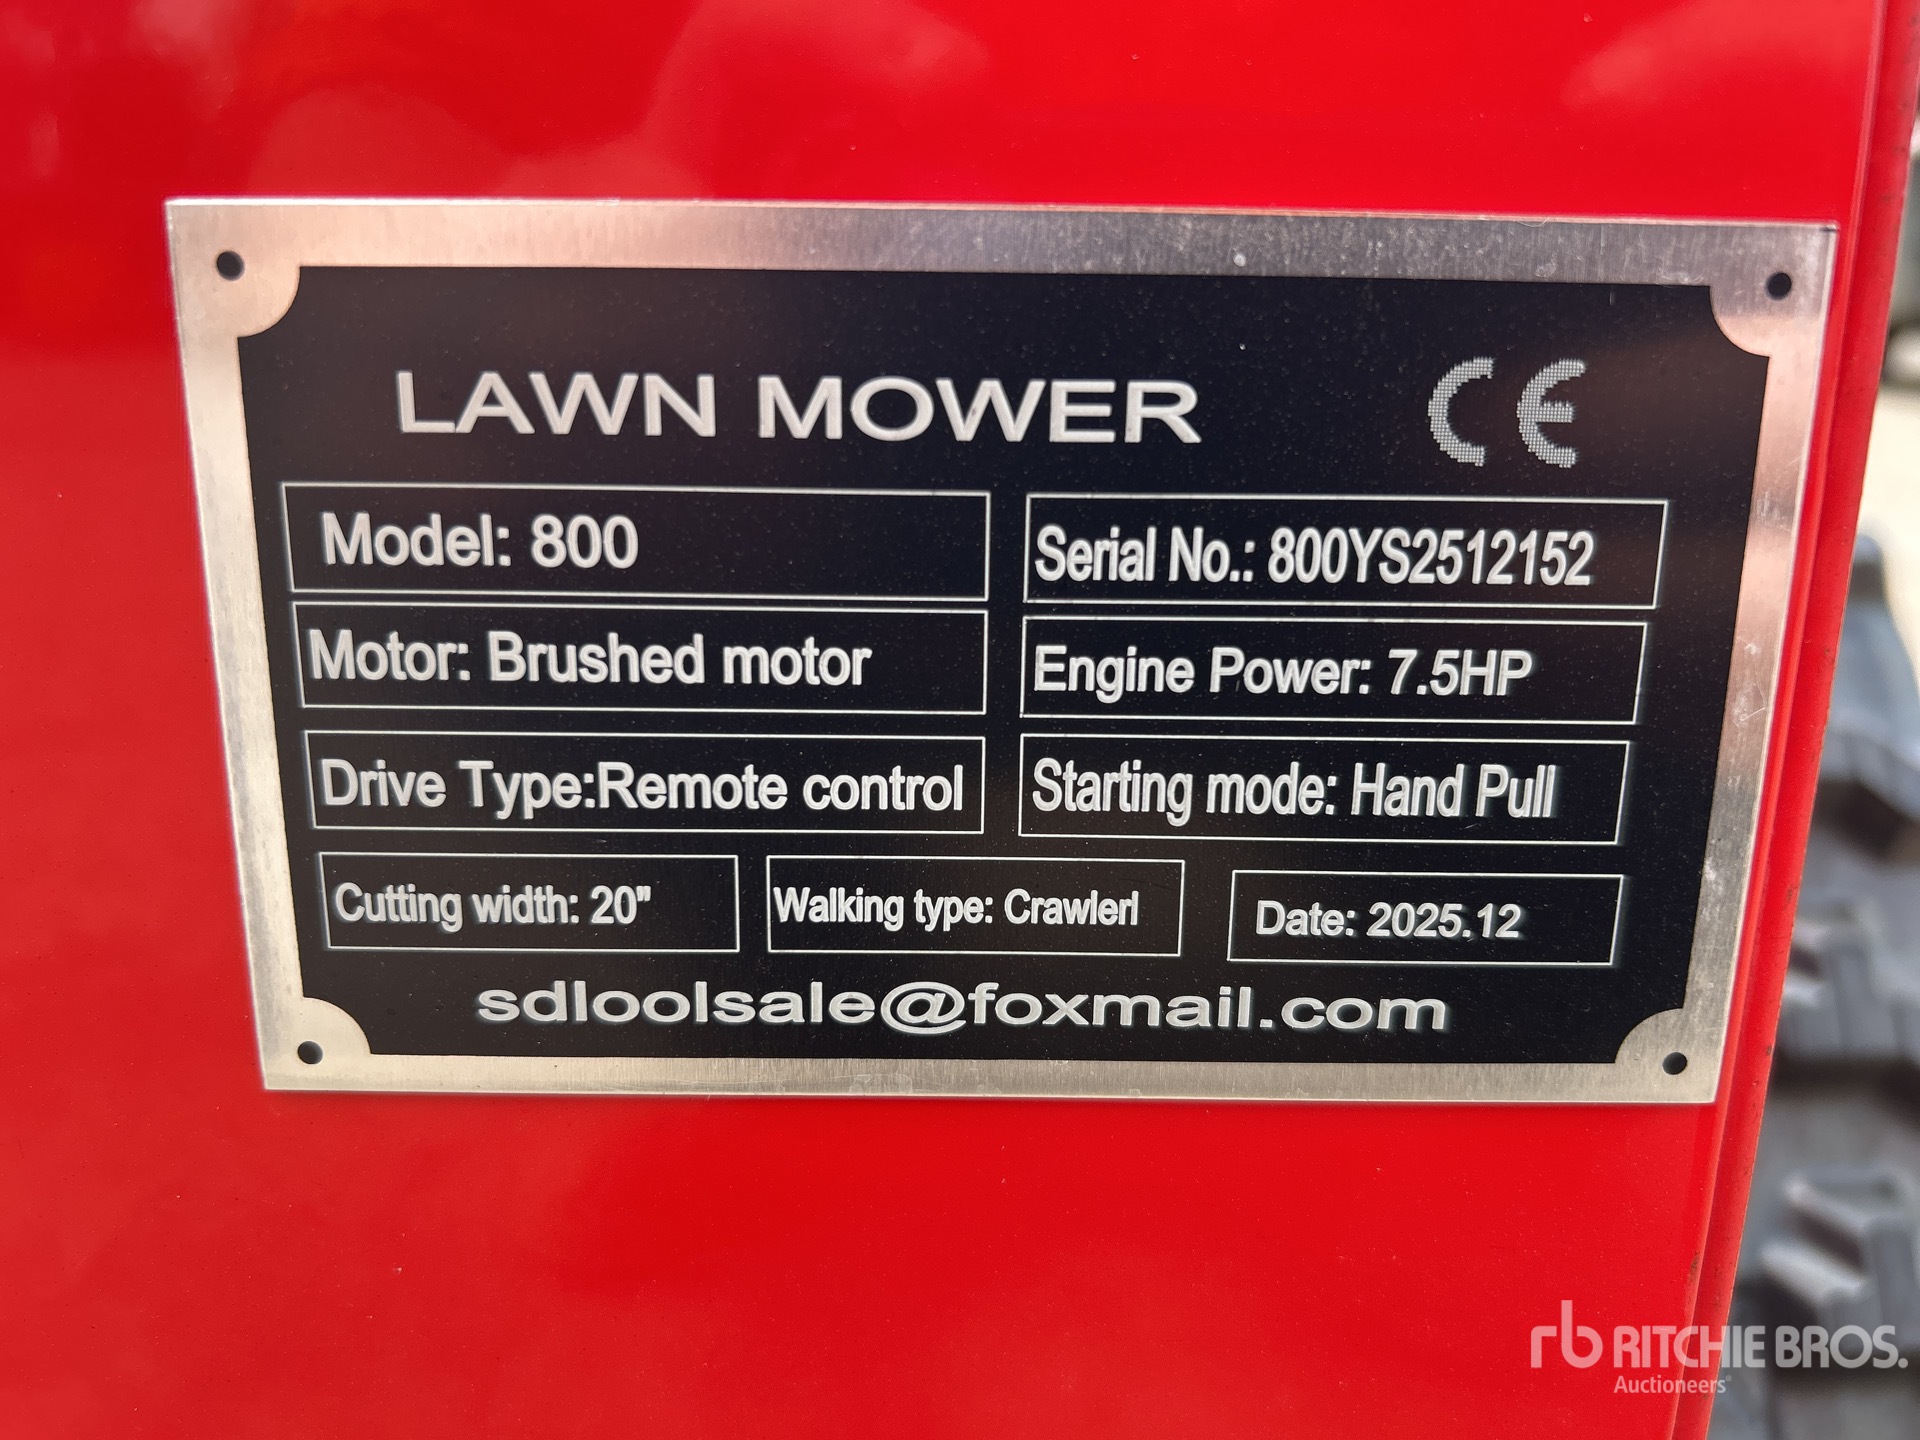 LAWN MOWER CE
Model: 800
Serial No.: 800YS2512152
Motor: Brushed motor
Engine Power: 7.5HP
Drive Type:Remote control
Starting mode: Hand Pull
Cutting width: 20"
Walking type: Crawlerl
Date: 2025.12
sdloolsale@foxmail.com
rb RITCHIE BROS.
Auctioneers